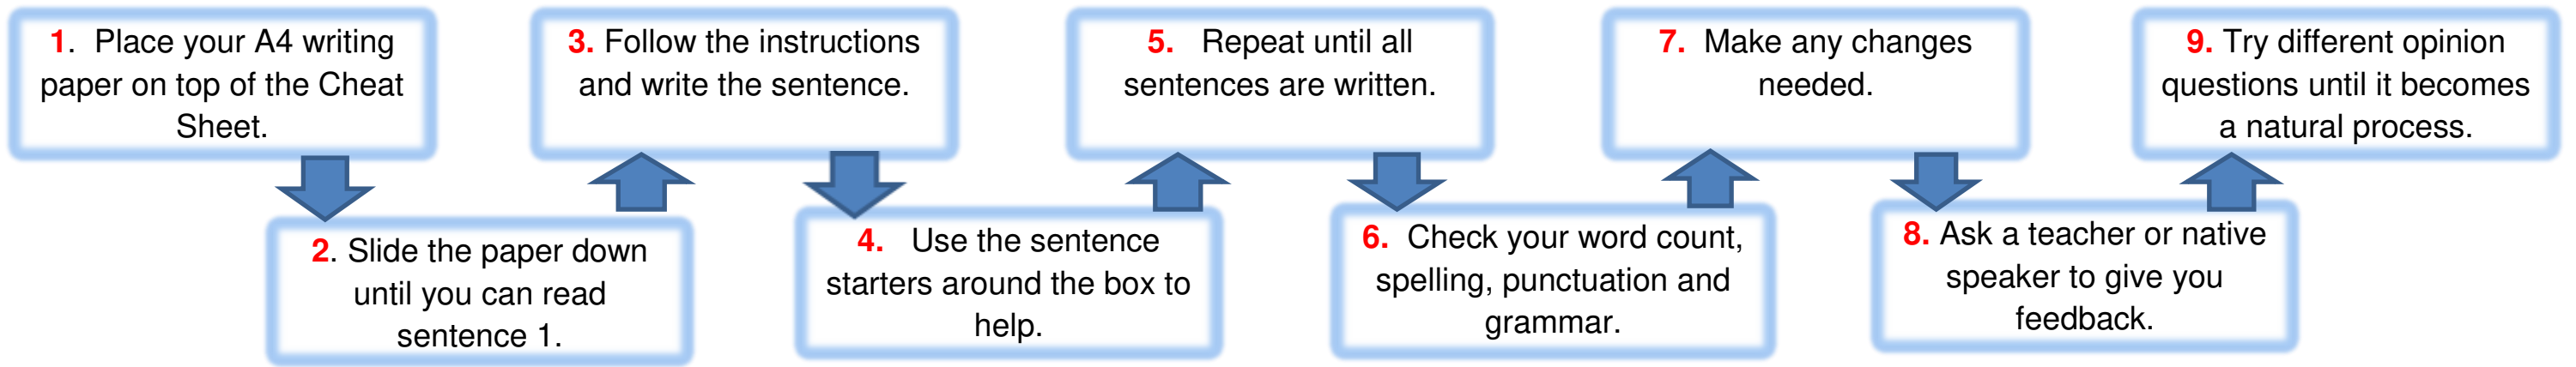 1. Place your A4 writing
paper on top of the Cheat
Sheet.
2. Slide the paper down
until you can read
sentence 1.
3. Follow the instructions
and write the sentence.
4. Use the sentence
starters around the box to
help.
5. Repeat until all
sentences are written.
6. Check your word count,
spelling, punctuation and
grammar.
7. Make any changes
needed.
8. Ask a teacher or native
speaker to give you
feedback.
9. Try different opinion
questions until it becomes
a natural process.